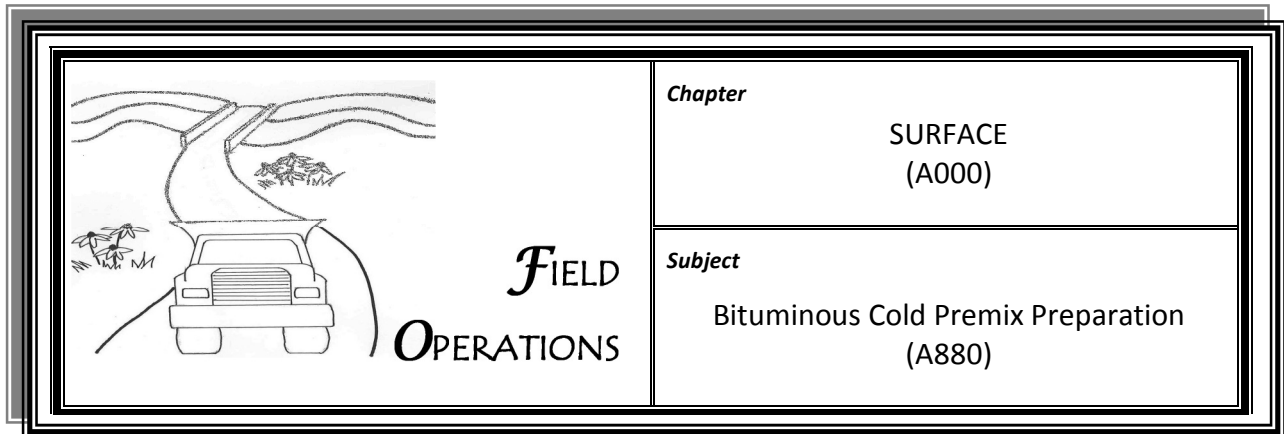 FIELD
OPERATIONS
Chapter
SURFACE
(A000)
Subject
Bituminous Cold Premix Preparation
(A880)